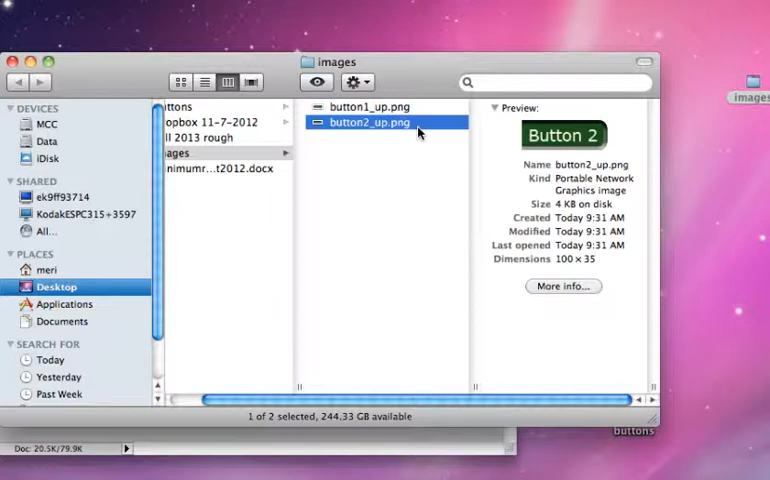 images
DEVICES
MCC
Data
iDisk
SHARED
ek9ff93714
KodakESPC315+3597
All...
PLACES
meri
Desktop
Applications
Documents
SEARCH FOR
Today
Yesterday
Past Week
ttons
opbox 11-7-2012
ll 2013 rough
ages
nimumr...t2012.docx
button1_up.png
button2_up.png
Preview:
Button 2
Name button2_up.png
Kind Portable Network
Graphics image
Size 4 KB on disk
Created Today 9:31 AM
Modified Today 9:31 AM
Last opened Today 9:31 AM
Dimensions 100 × 35
More info...
1 of 2 selected, 244.33 GB available
images
buttons
Doc: 20.5K/79.9K